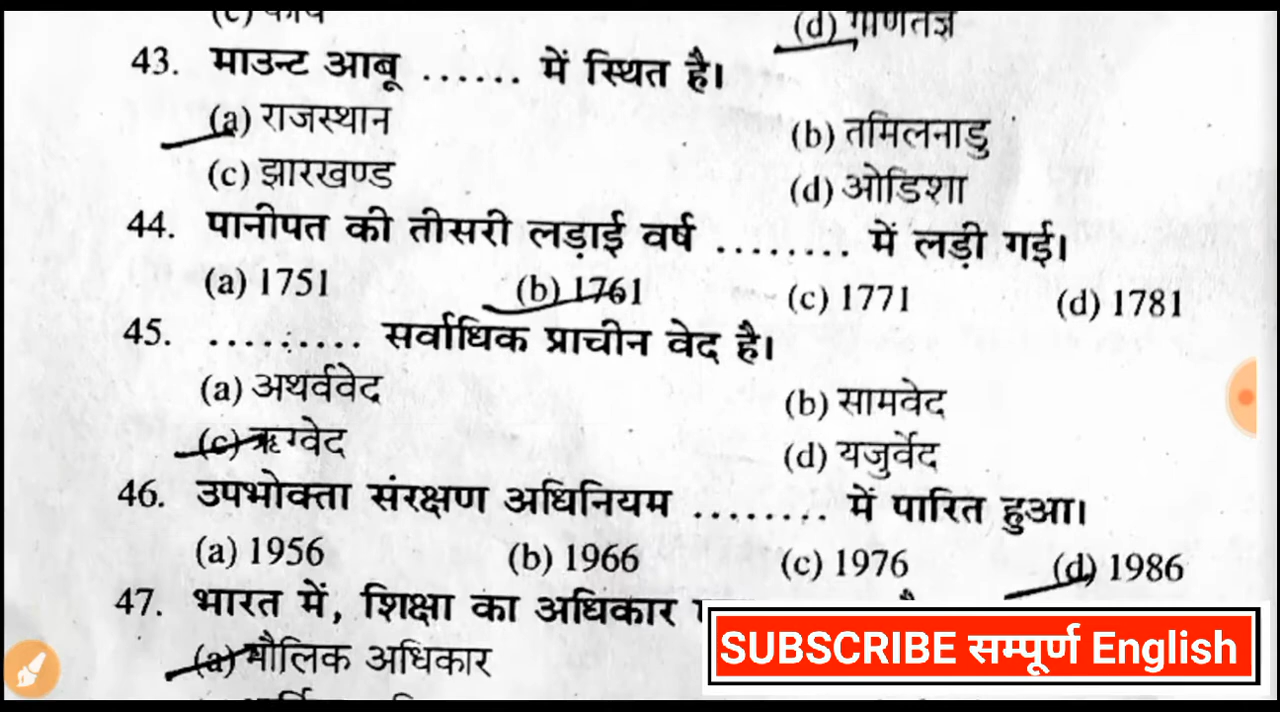 (d) गणितज्ञ
43. माउन्ट आबू ...... में स्थित है।
(a) राजस्थान (b) तमिलनाडु
(c) झारखण्ड (d) ओडिशा
44. पानीपत की तीसरी लड़ाई वर्ष ........ में लड़ी गई।
(a) 1751 (b) 1761 (c) 1771 (d) 1781
45. ......... सर्वाधिक प्राचीन वेद है।
(a) अथर्ववेद (b) सामवेद
(c) ऋग्वेद (d) यजुर्वेद
46. उपभोक्ता संरक्षण अधिनियम ........ में पारित हुआ।
(a) 1956 (b) 1966 (c) 1976 (d) 1986
47. भारत में, शिक्षा का अधिकार
(a) मौलिक अधिकार
SUBSCRIBE सम्पूर्ण English